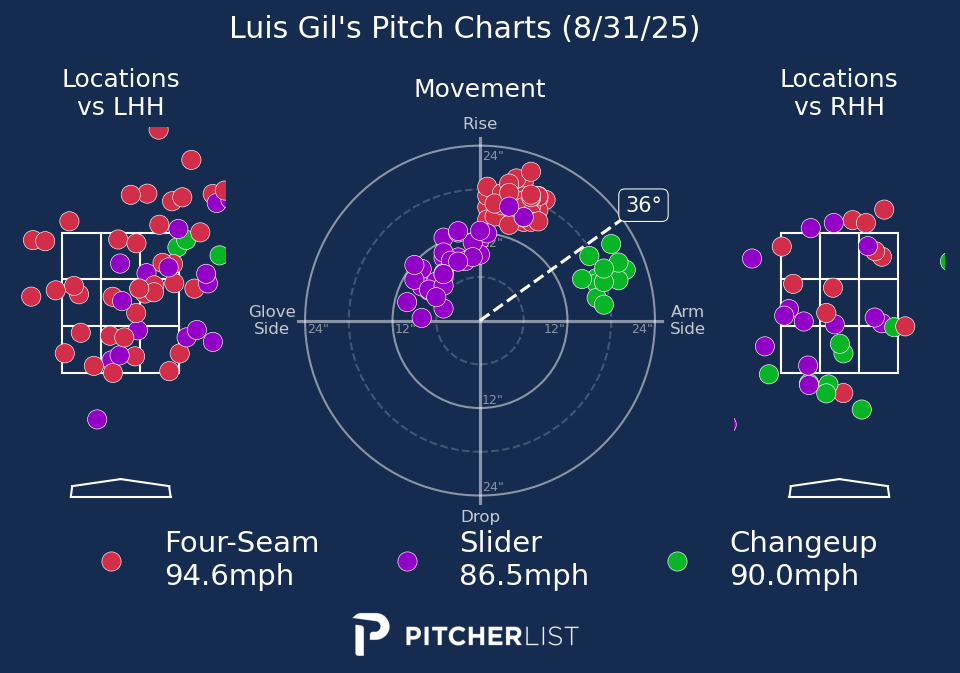 Luis Gil's Pitch Charts (8/31/25)
Locations
vs LHH
Movement
Locations
vs RHH
Rise
24"
12"
36°
Glove
Side
24"
12"
12"
24"
Arm
Side
12"
24"
Drop
Four-Seam
94.6mph
Slider
86.5mph
Changeup
90.0mph
PITCHERLIST